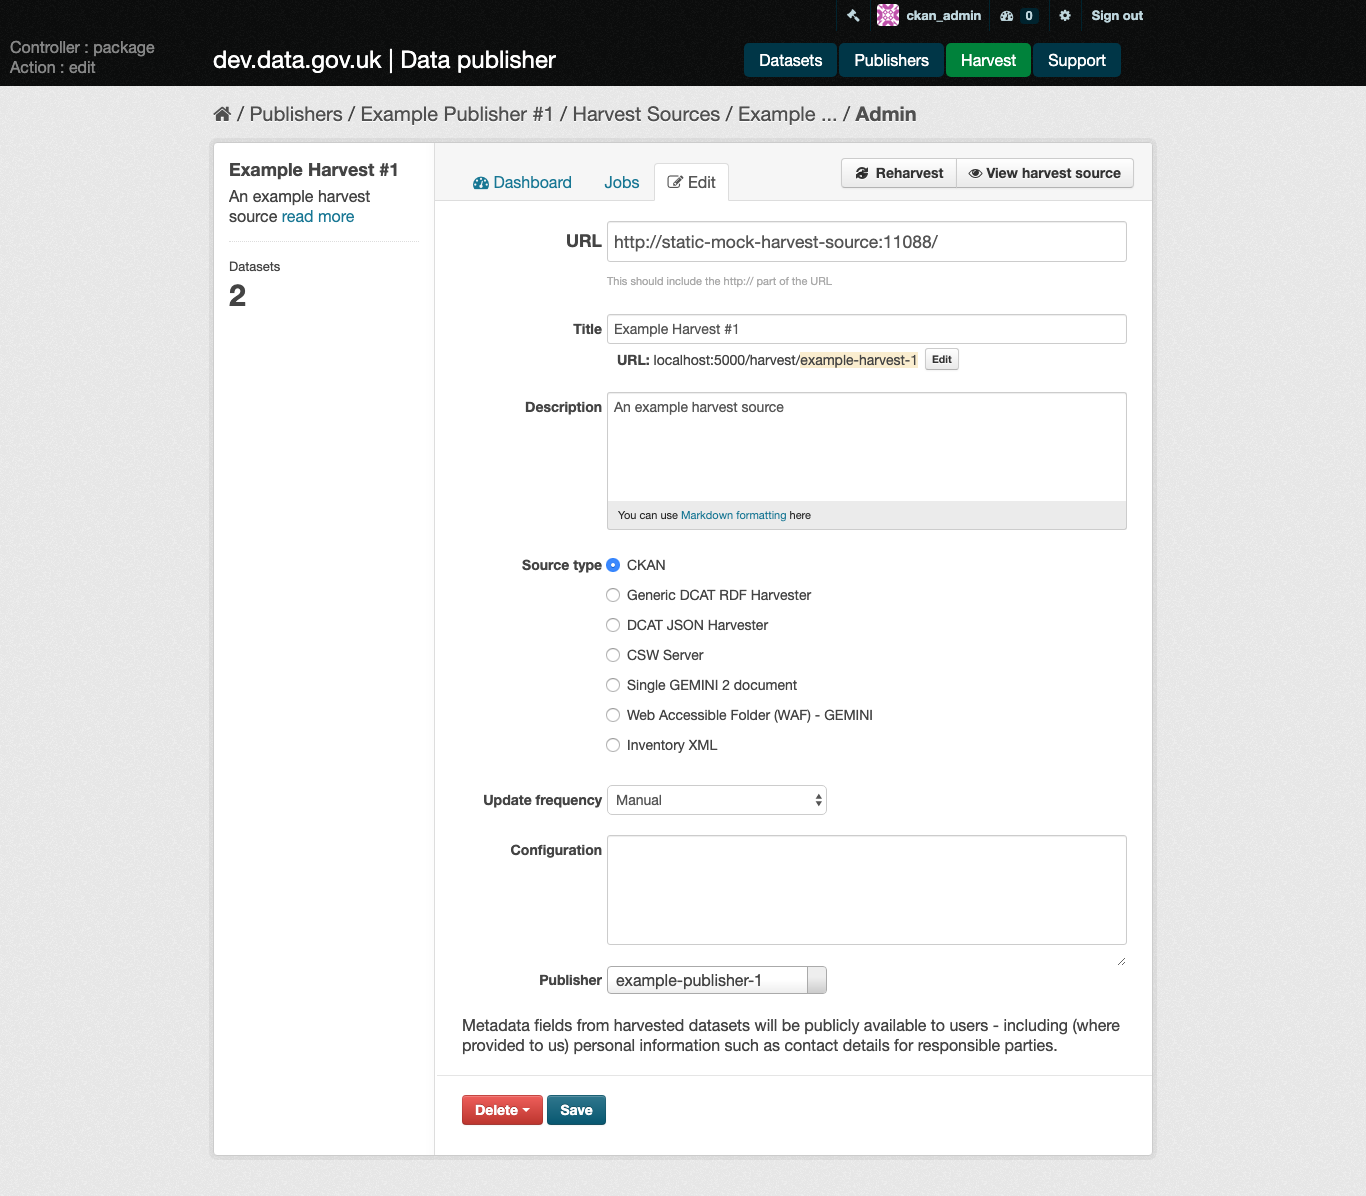 ckan_admin 0 Sign out
Controller : package
Action : edit
dev.data.gov.uk | Data publisher
Datasets Publishers Harvest Support
/ Publishers / Example Publisher #1 / Harvest Sources / Example ... / Admin
Example Harvest #1
An example harvest
source read more
Datasets
2
Dashboard Jobs Edit
Reharvest View harvest source
URL http://static-mock-harvest-source:11088/
This should include the http:// part of the URL
Title Example Harvest #1
URL: localhost:5000/harvest/example-harvest-1 Edit
Description An example harvest source
You can use Markdown formatting here
Source type CKAN
Generic DCAT RDF Harvester
DCAT JSON Harvester
CSW Server
Single GEMINI 2 document
Web Accessible Folder (WAF) - GEMINI
Inventory XML
Update frequency Manual
Configuration
Publisher example-publisher-1
Metadata fields from harvested datasets will be publicly available to users - including (where
provided to us) personal information such as contact details for responsible parties.
Delete Save